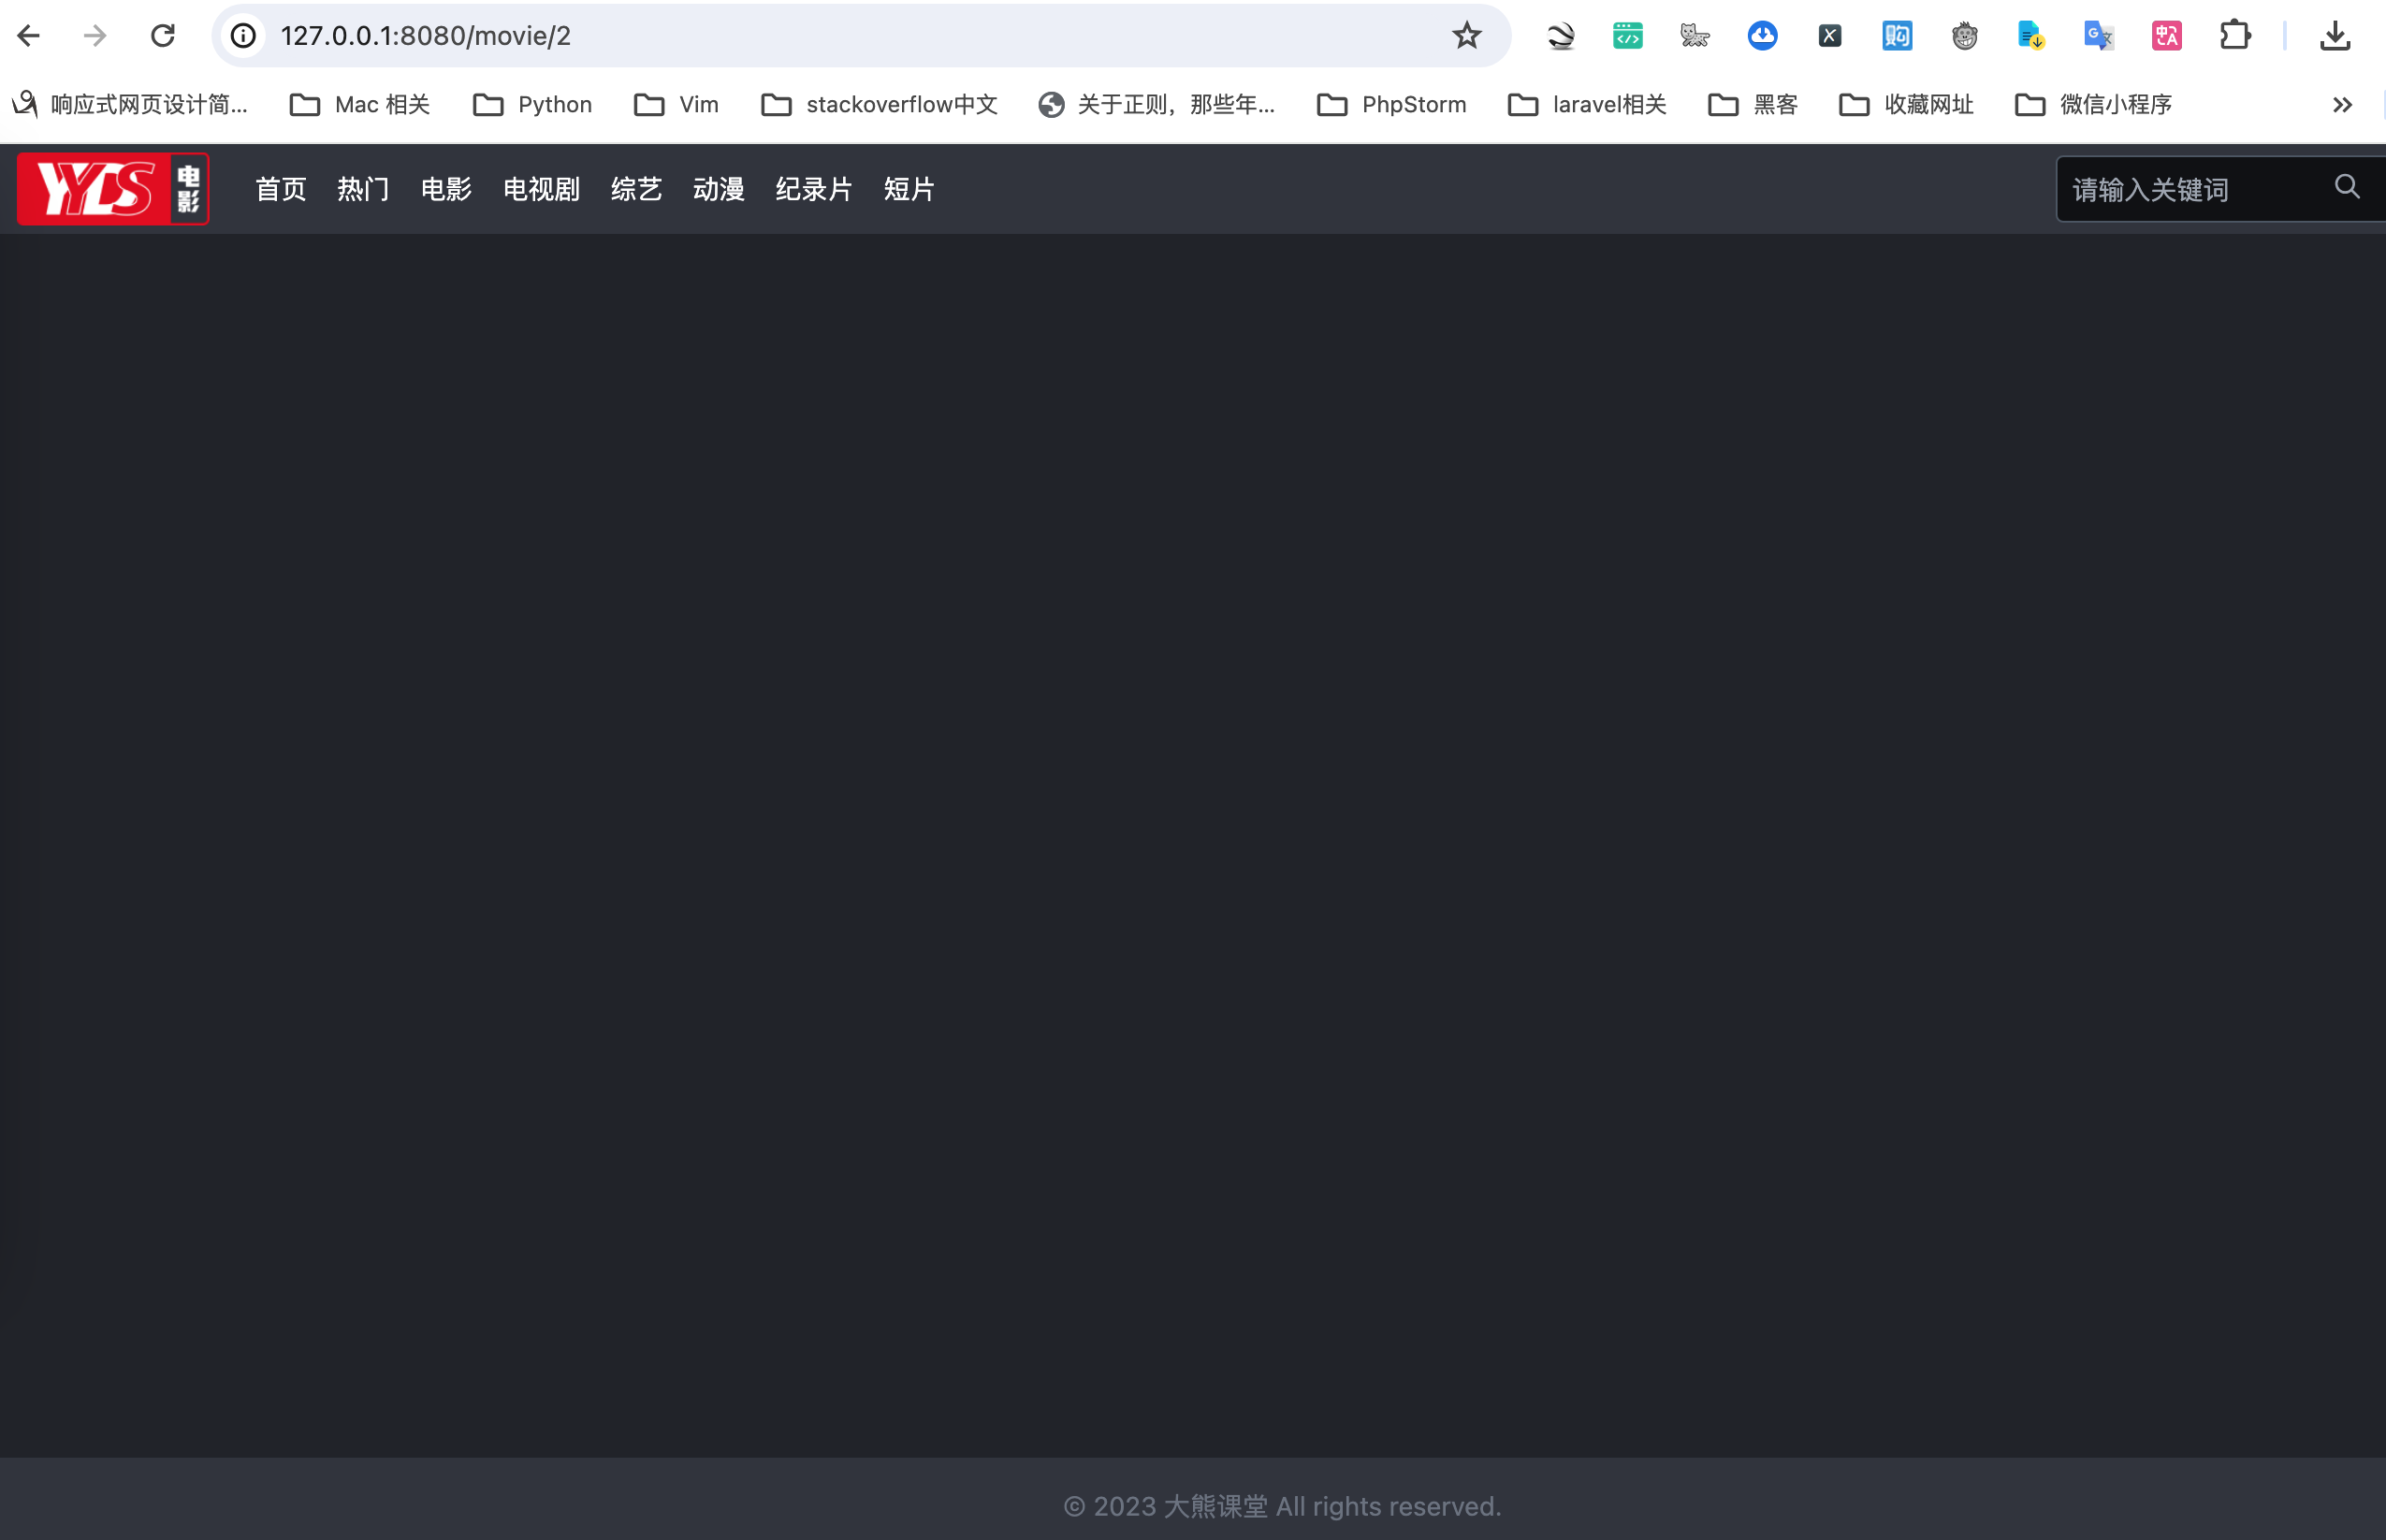 127.0.0.1:8080/movie/2
响应式网页设计简... Mac 相关 Python Vim stackoverflow中文 关于正则，那些年... PhpStorm laravel相关 黑客 收藏网址 微信小程序
YDS 电影 首页 热门 电影 电视剧 综艺 动漫 纪录片 短片 请输入关键词
© 2023 大熊课堂 All rights reserved.